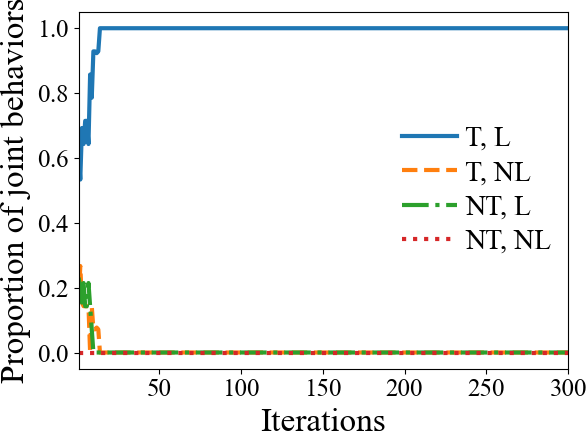 Proportion of joint behaviors
1.0
0.8
0.6
0.4
0.2
0.0
T, L
T, NL
NT, L
NT, NL
50 100 150 200 250 300
Iterations